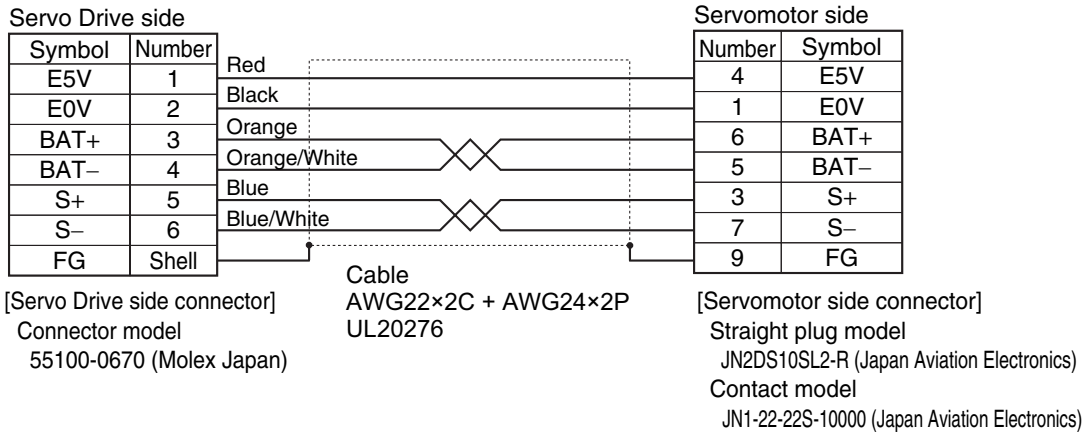 Servo Drive side
Servomotor side
Symbol Number
Number Symbol
E5V 1 Red 4 E5V
E0V 2 Black 1 E0V
BAT+ 3 Orange 6 BAT+
BAT− 4 Orange/White 5 BAT−
S+ 5 Blue 3 S+
S− 6 Blue/White 7 S−
FG Shell 9 FG
Cable
AWG22×2C + AWG24×2P
UL20276
[Servo Drive side connector]
Connector model
55100-0670 (Molex Japan)
[Servomotor side connector]
Straight plug model
JN2DS10SL2-R (Japan Aviation Electronics)
Contact model
JN1-22-22S-10000 (Japan Aviation Electronics)